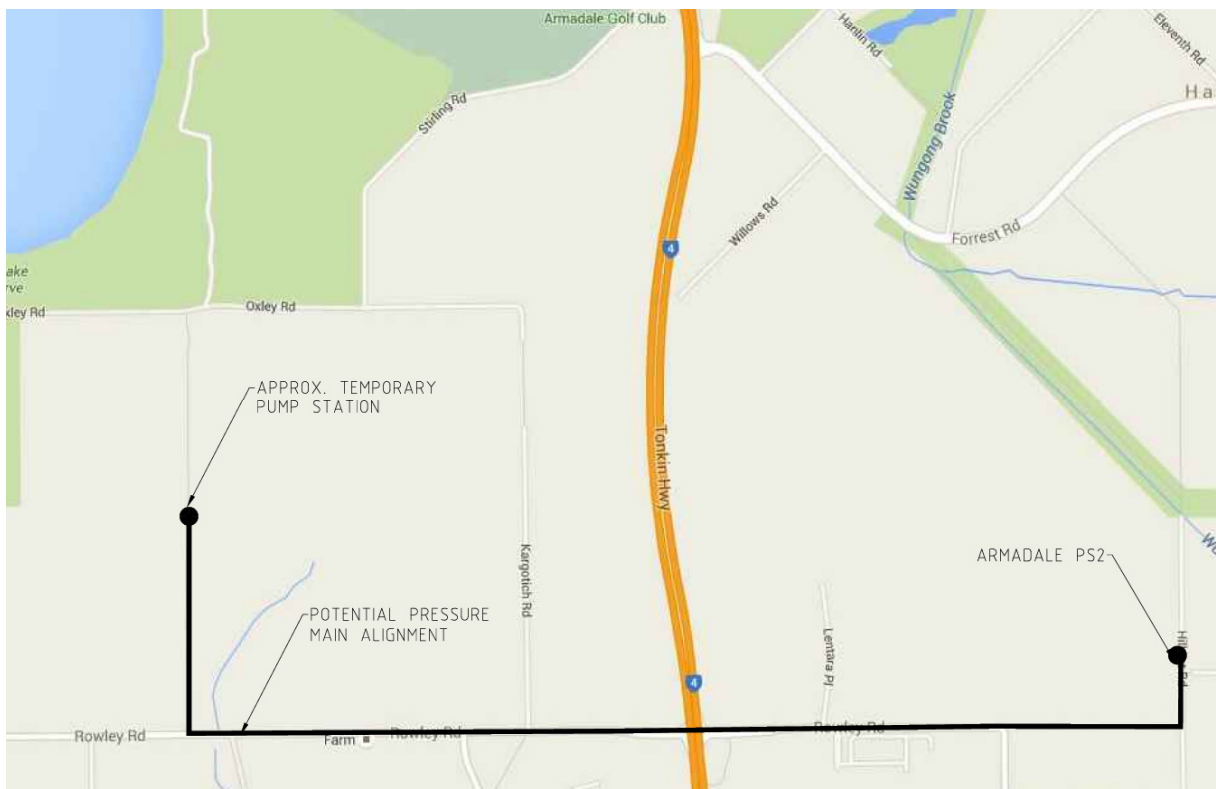 Armadale Golf Club
Hanlin Rd
Eleventh Rd
Ha
Stirling Rd
Wungong Brook
Willows Rd
Forrest Rd
4
ake
rve
xley Rd
Oxley Rd
APPROX. TEMPORARY
PUMP STATION
Tonkin Hwy
Kargotich Rd
ARMADALE PS2
Wu
POTENTIAL PRESSURE
MAIN ALIGNMENT
Lentara Pl
4
Rowley Rd
Farm
Rowley Rd
Rowley Rd